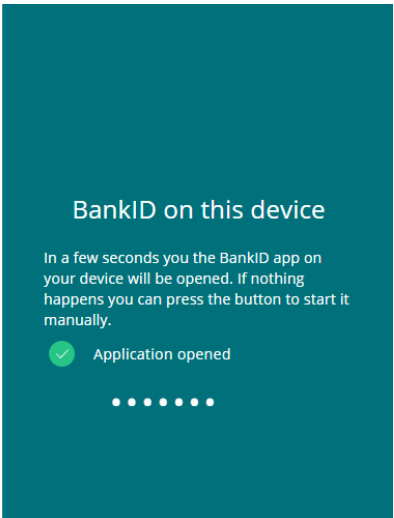 BankID on this device
In a few seconds you the BankID app on
your device will be opened. If nothing
happens you can press the button to start it
manually.
Application opened